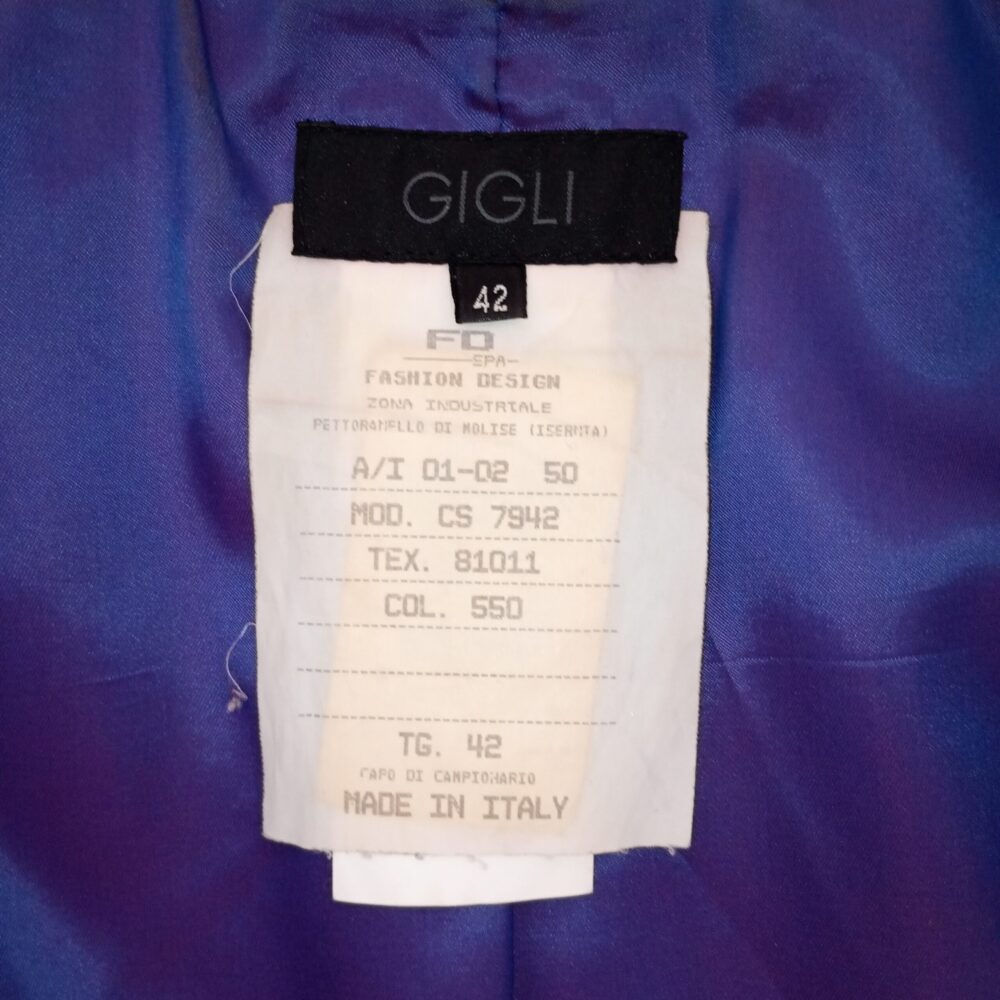 GIGLI
42
FD
SPA
FASHION DESIGN
ZONA INDUSTRIALE
PETTORANELLO DI MOLISE (ISERNIA)
A/I 01-02 50
MOD. CS 7942
TEX. 81011
COL. 550
TG. 42
CAPO DI CAMPIONARIO
MADE IN ITALY